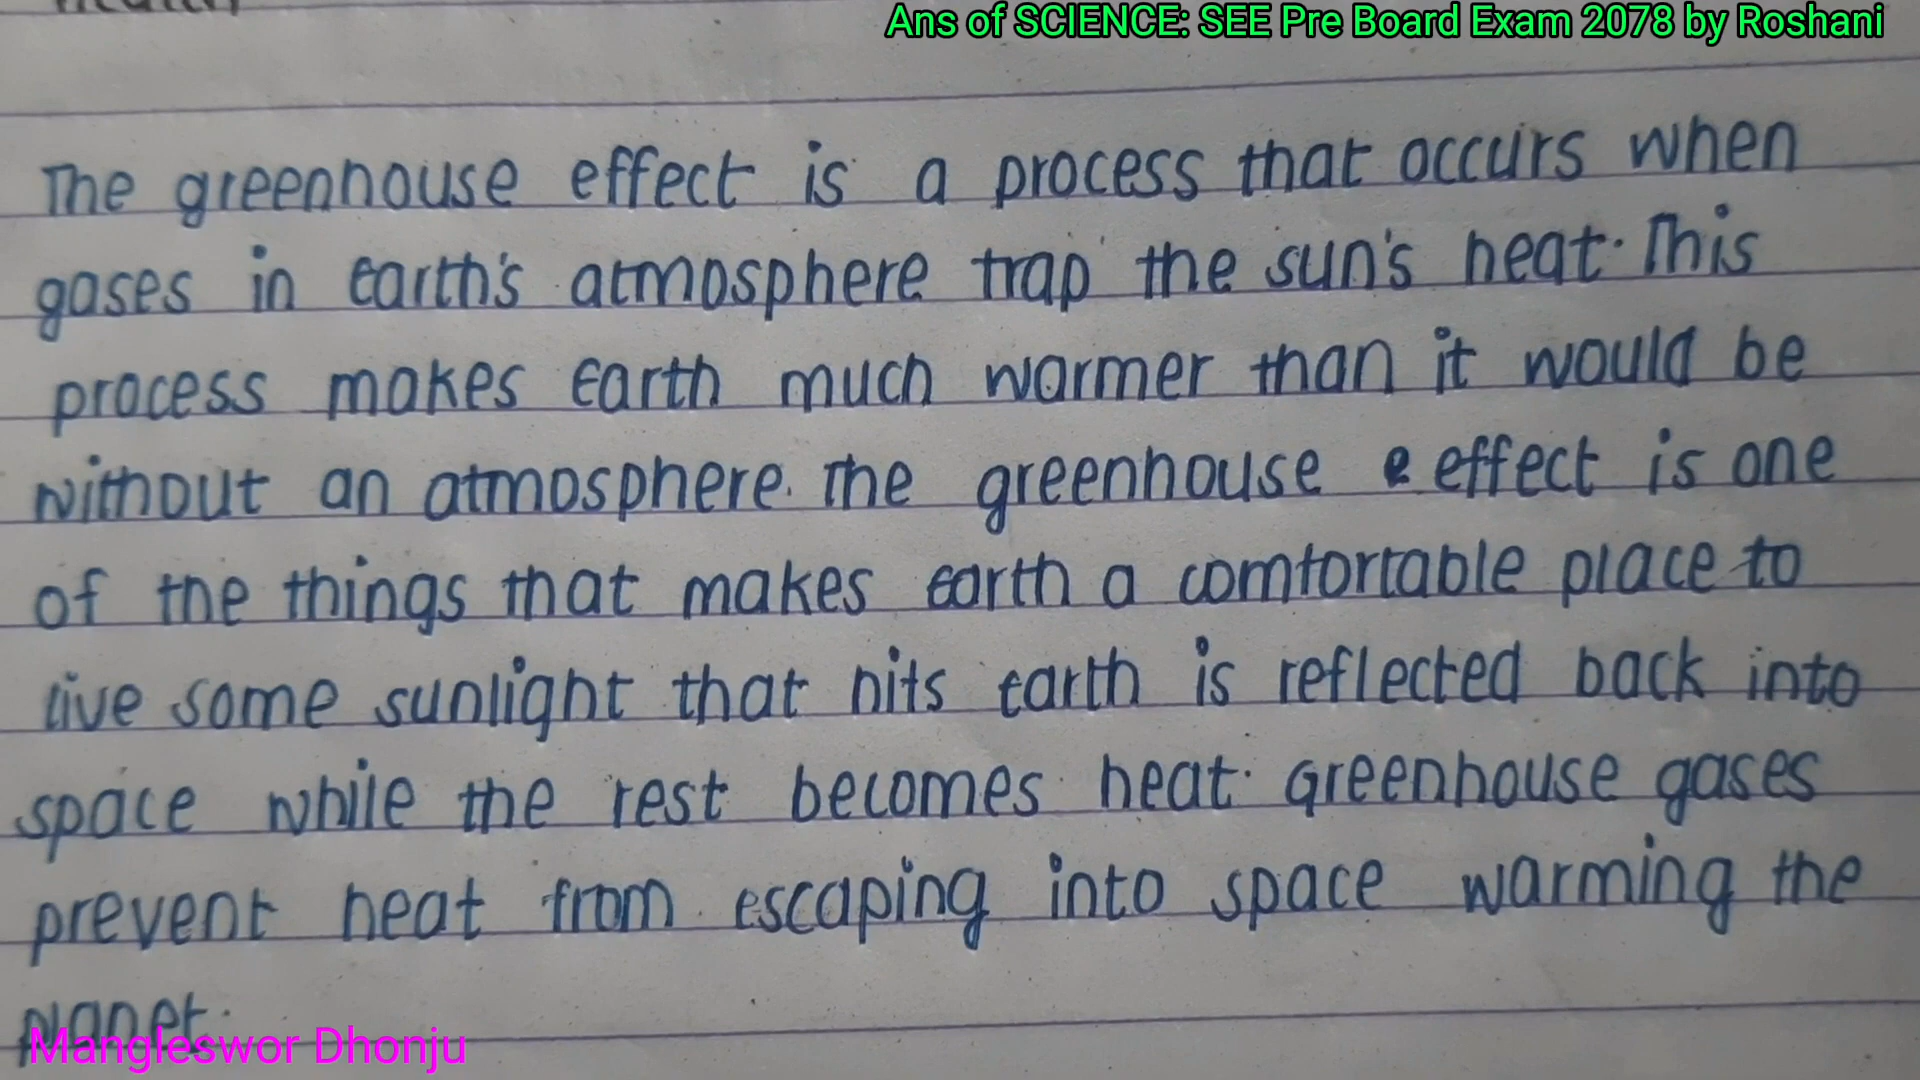 Ans of SCIENCE: SEE Pre Board Exam 2078 by Roshani
The greenhouse effect is a process that occurs when
gases in earth's atmosphere trap the sun's heat. This
process makes Earth much warmer than it would be
without an atmosphere. The greenhouse e effect is one
of the things that makes earth a comfortable place to
live some sunlight that hits earth is reflected back into
space while the rest becomes heat. Greenhouse gases
prevent heat from escaping into space warming the
planet.
Mangleswor Dhonju